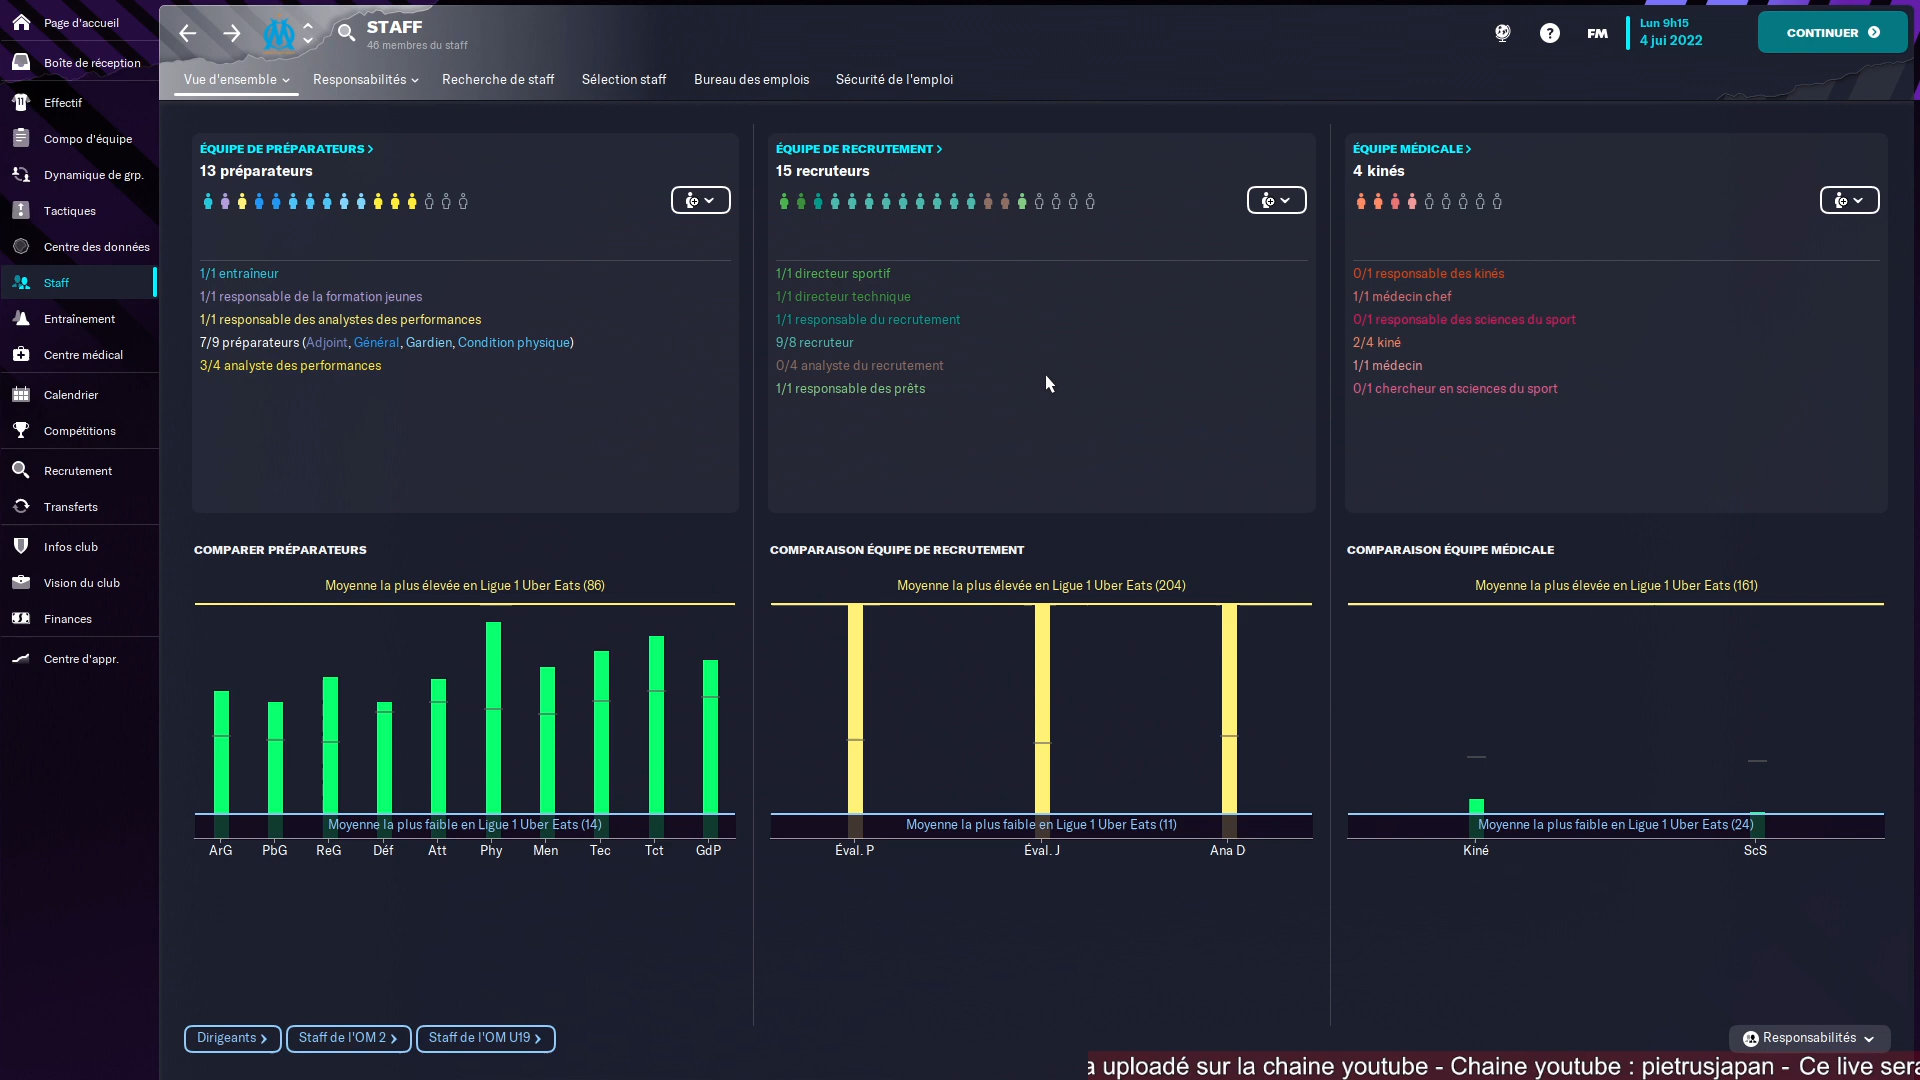 Page d'accueil
Boîte de réception
Effectif
Compo d'équipe
Dynamique de grp.
Tactiques
Centre des données
Staff
Entraînement
Centre médical
Calendrier
Compétitions
Recrutement
Transferts
Infos club
Vision du club
Finances
Centre d'appr.
STAFF
46 membres du staff
FM
Lun 9h15
4 jui 2022
CONTINUER
Vue d'ensemble
Responsabilités
Recherche de staff
Sélection staff
Bureau des emplois
Sécurité de l'emploi
ÉQUIPE DE PRÉPARATEURS >
13 préparateurs
1/1 entraîneur
1/1 responsable de la formation jeunes
1/1 responsable des analystes des performances
7/9 préparateurs (Adjoint, Général, Gardien, Condition physique)
3/4 analyste des performances
ÉQUIPE DE RECRUTEMENT >
15 recruteurs
1/1 directeur sportif
1/1 directeur technique
1/1 responsable du recrutement
9/8 recruteur
0/4 analyste du recrutement
1/1 responsable des prêts
ÉQUIPE MÉDICALE >
4 kinés
0/1 responsable des kinés
1/1 médecin chef
0/1 responsable des sciences du sport
2/4 kiné
1/1 médecin
0/1 chercheur en sciences du sport
COMPARER PRÉPARATEURS
Moyenne la plus élevée en Ligue 1 Uber Eats (86)
Moyenne la plus faible en Ligue 1 Uber Eats (14)
ArG PbG ReG Déf Att Phy Men Tec Tct GdP
COMPARAISON ÉQUIPE DE RECRUTEMENT
Moyenne la plus élevée en Ligue 1 Uber Eats (204)
Moyenne la plus faible en Ligue 1 Uber Eats (11)
Éval. P Éval. J Ana D
COMPARAISON ÉQUIPE MÉDICALE
Moyenne la plus élevée en Ligue 1 Uber Eats (161)
Moyenne la plus faible en Ligue 1 Uber Eats (24)
Kiné ScS
Dirigeants >
Staff de l'OM 2 >
Staff de l'OM U19 >
Responsabilités
a uploadé sur la chaine youtube - Chaine youtube : pietrusjapan - Ce live sera